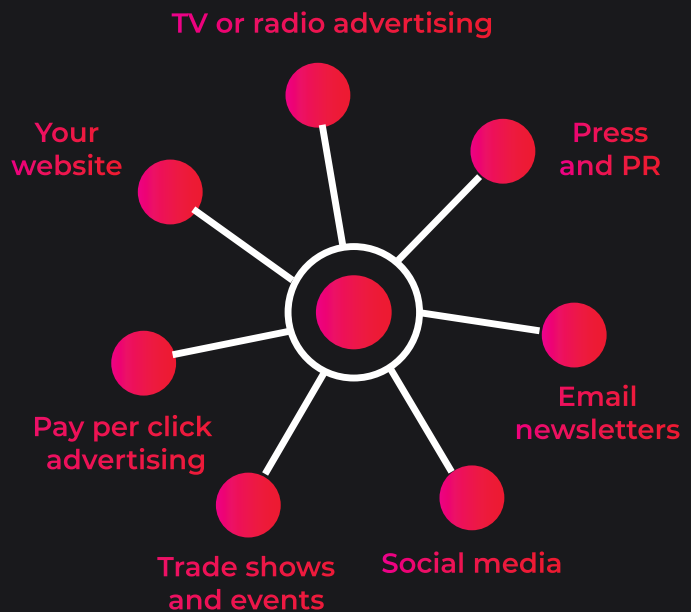 TV or radio advertising
Your
website
Press
and PR
Email
newsletters
Pay per click
advertising
Social media
Trade shows
and events